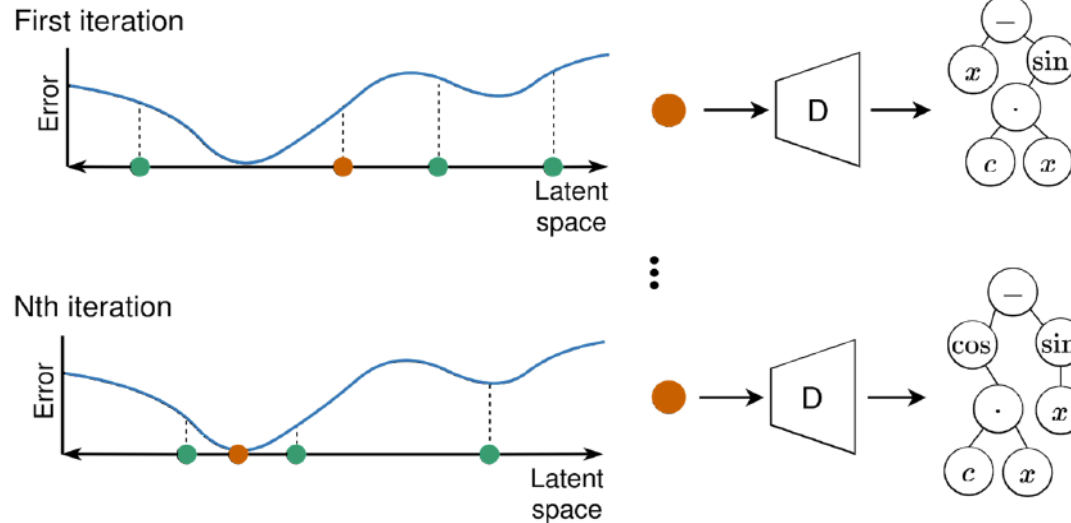 First iteration
Error
Latent
space
D
−
x
sin
·
c
x
Nth iteration
Error
Latent
space
D
−
cos
sin
·
x
c
x